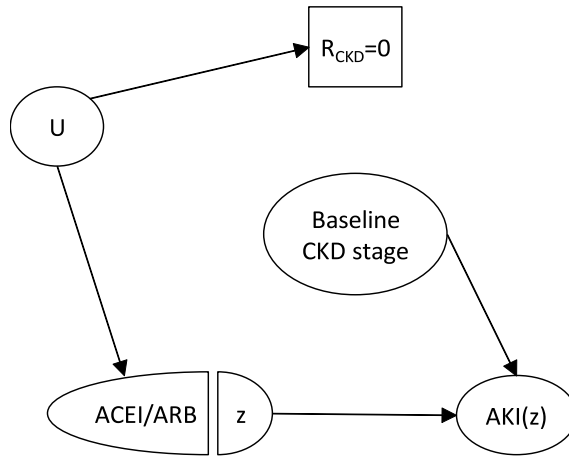 R_CKD=0
U
Baseline
CKD stage
ACEI/ARB
z
AKI(z)